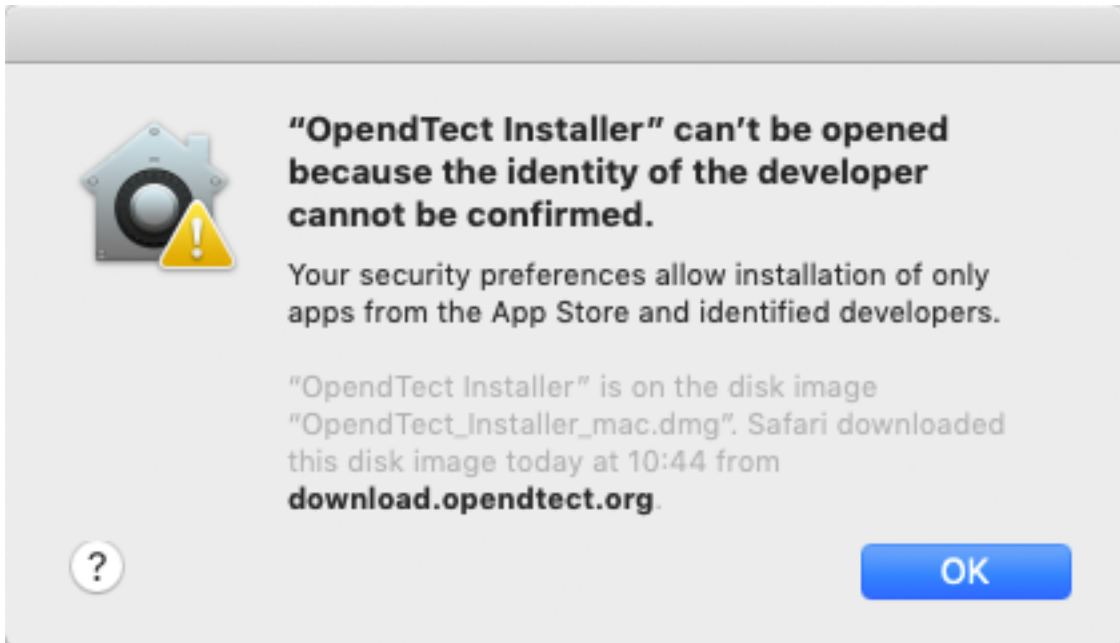 “OpendTect Installer” can’t be opened
because the identity of the developer
cannot be confirmed.
Your security preferences allow installation of only
apps from the App Store and identified developers.
“OpendTect Installer” is on the disk image
“OpendTect_Installer_mac.dmg”. Safari downloaded
this disk image today at 10:44 from
download.opendtect.org.
?
OK